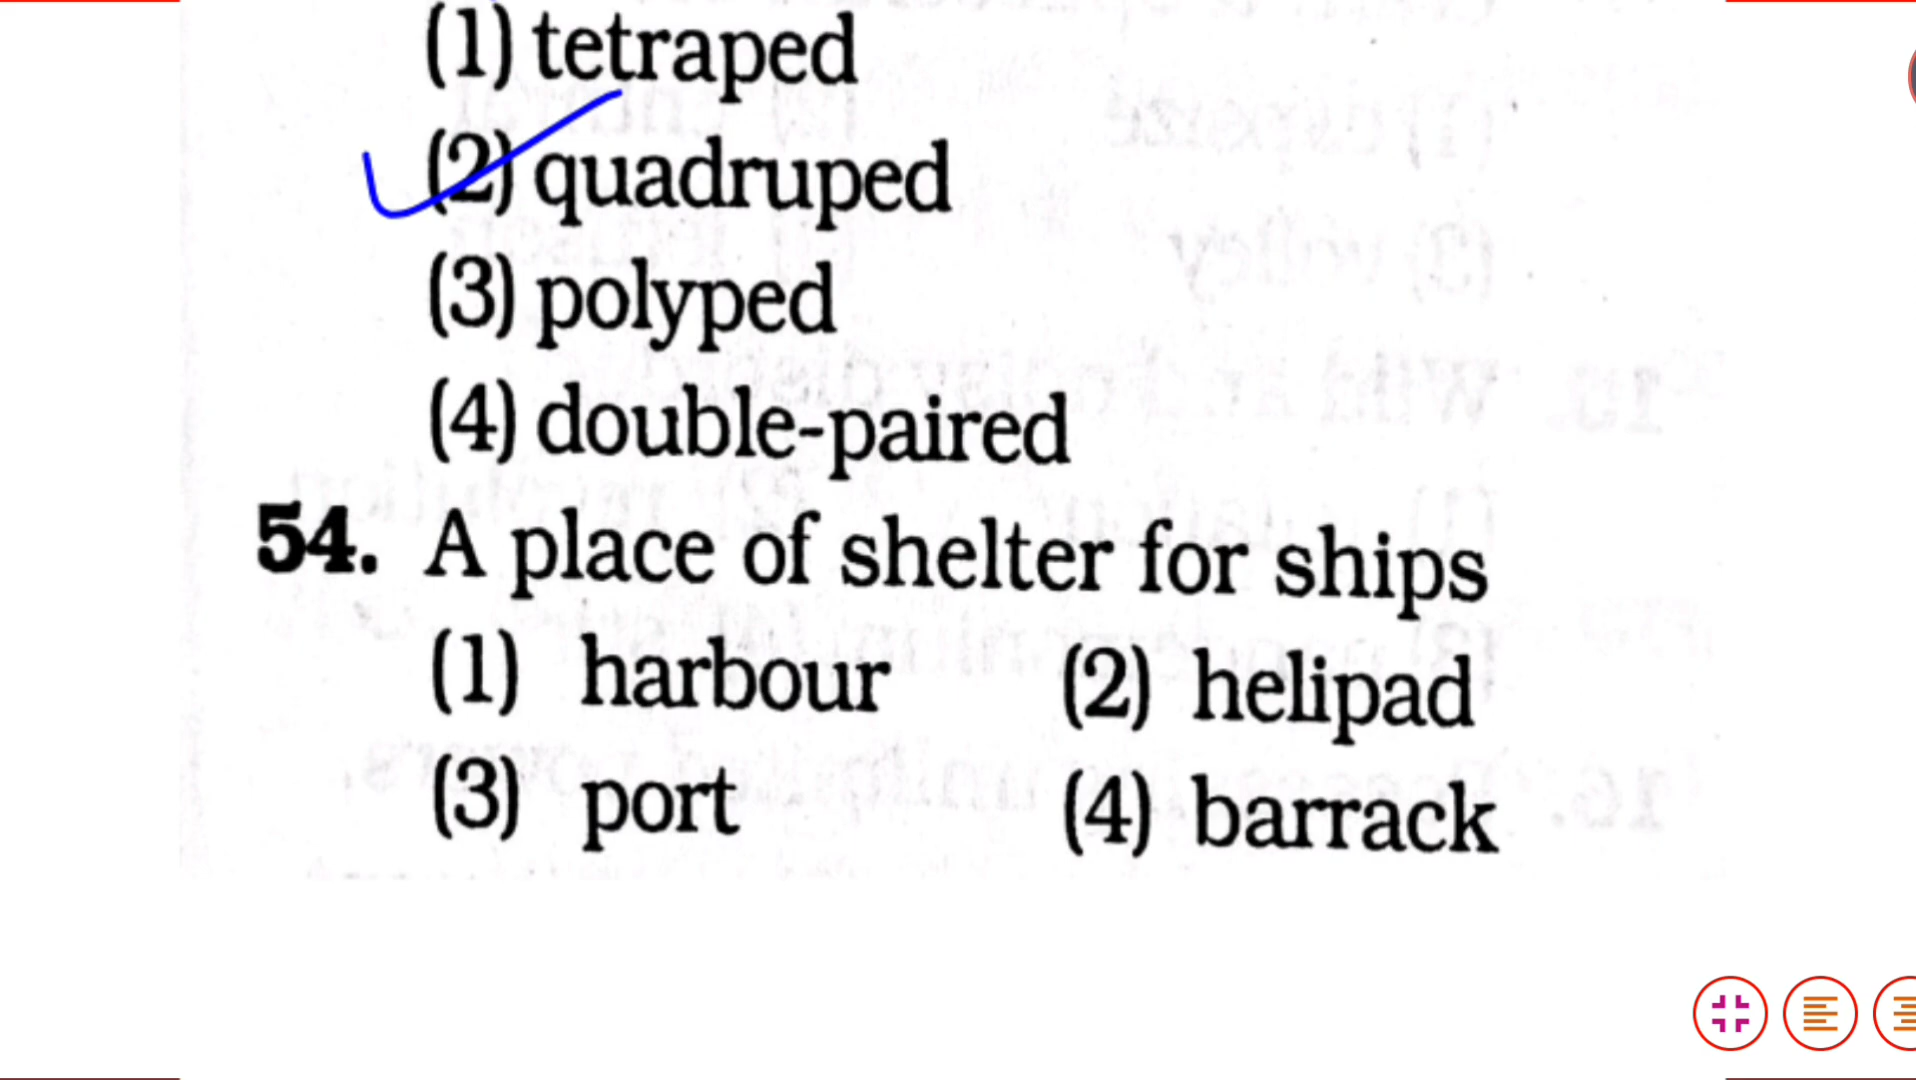 (1) tetraped
(2) quadruped
(3) polyped
(4) double-paired
54. A place of shelter for ships
(1) harbour (2) helipad
(3) port (4) barrack